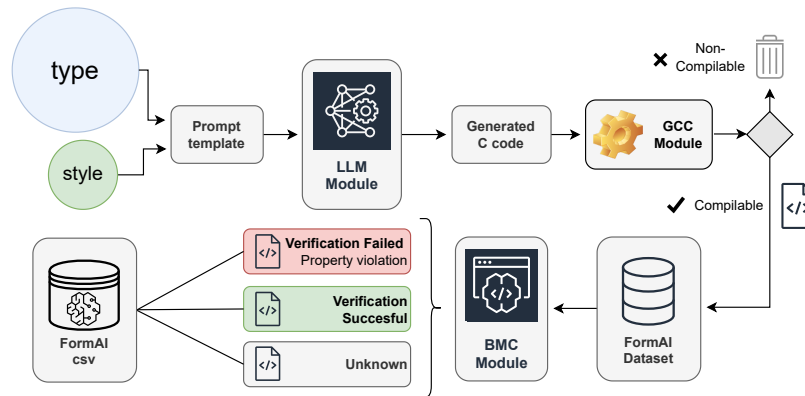 type
style
Prompt
template
LLM
Module
Generated
C code
GCC
Module
Non-
Compilable
Compilable
</>
Verification Failed
Property violation
</>
Verification
Succesful
</>
Unknown
</>
FormAI
csv
</>
BMC
Module
FormAI
Dataset